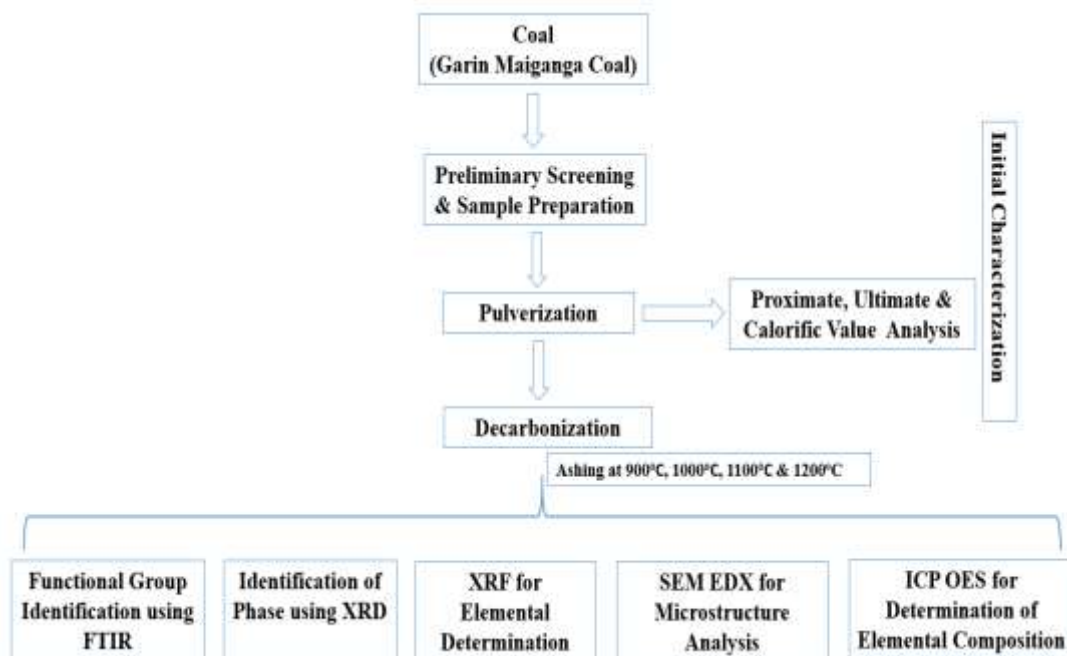 Coal
(Garin Maiganga Coal)
Preliminary Screening
& Sample Preparation
Pulverization
Proximate, Ultimate &
Calorific Value Analysis
Initial Characterization
Decarbonization
Ashing at 900°C, 1000°C, 1100°C & 1200°C
Functional Group
Identification using
FTIR
Identification of
Phase using XRD
XRF for
Elemental
Determination
SEM EDX for
Microstructure
Analysis
ICP OES for
Determination of
Elemental Composition